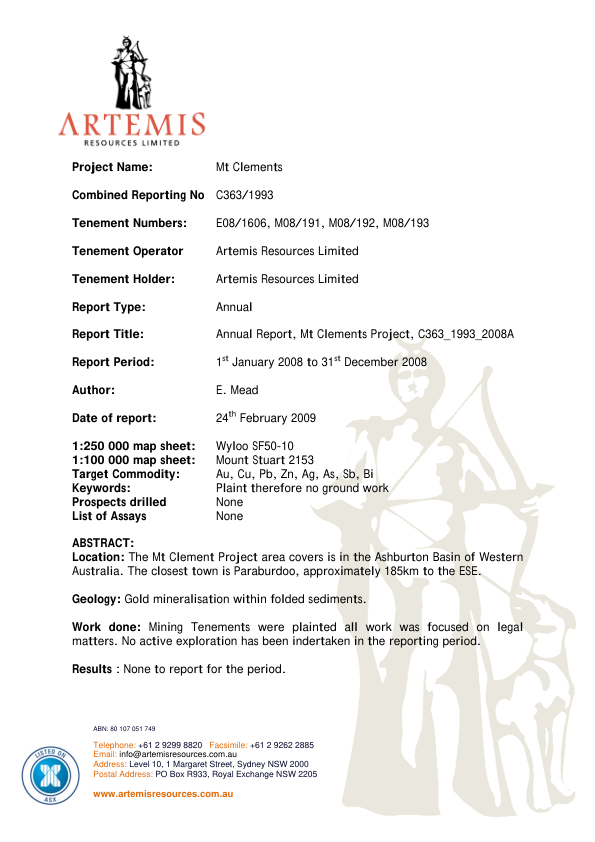 ARTEMIS
RESOURCES LIMITED
Project Name: Mt Clements
Combined Reporting No C363/1993
Tenement Numbers: E08/1606, M08/191, M08/192, M08/193
Tenement Operator Artemis Resources Limited
Tenement Holder: Artemis Resources Limited
Report Type: Annual
Report Title: Annual Report, Mt Clements Project, C363_1993_2008A
Report Period: 1st January 2008 to 31st December 2008
Author: E. Mead
Date of report: 24th February 2009
1:250 000 map sheet: Wyloo SF50-10
1:100 000 map sheet: Mount Stuart 2153
Target Commodity: Au, Cu, Pb, Zn, Ag, As, Sb, Bi
Keywords: Plaint therefore no ground work
Prospects drilled None
List of Assays None
ABSTRACT:
Location: The Mt Clement Project area covers is in the Ashburton Basin of Western
Australia. The closest town is Paraburdoo, approximately 185km to the ESE.
Geology: Gold mineralisation within folded sediments.
Work done: Mining Tenements were plainted all work was focused on legal
matters. No active exploration has been indertaken in the reporting period.
Results : None to report for the period.
ABN: 80 107 051 749
Telephone: +61 2 9299 8820 Facsimile: +61 2 9262 2885
Email: info@artemisresources.com.au
Address: Level 10, 1 Margaret Street, Sydney NSW 2000
Postal Address: PO Box R933, Royal Exchange NSW 2205
www.artemisresources.com.au
LISTED ON
ASX